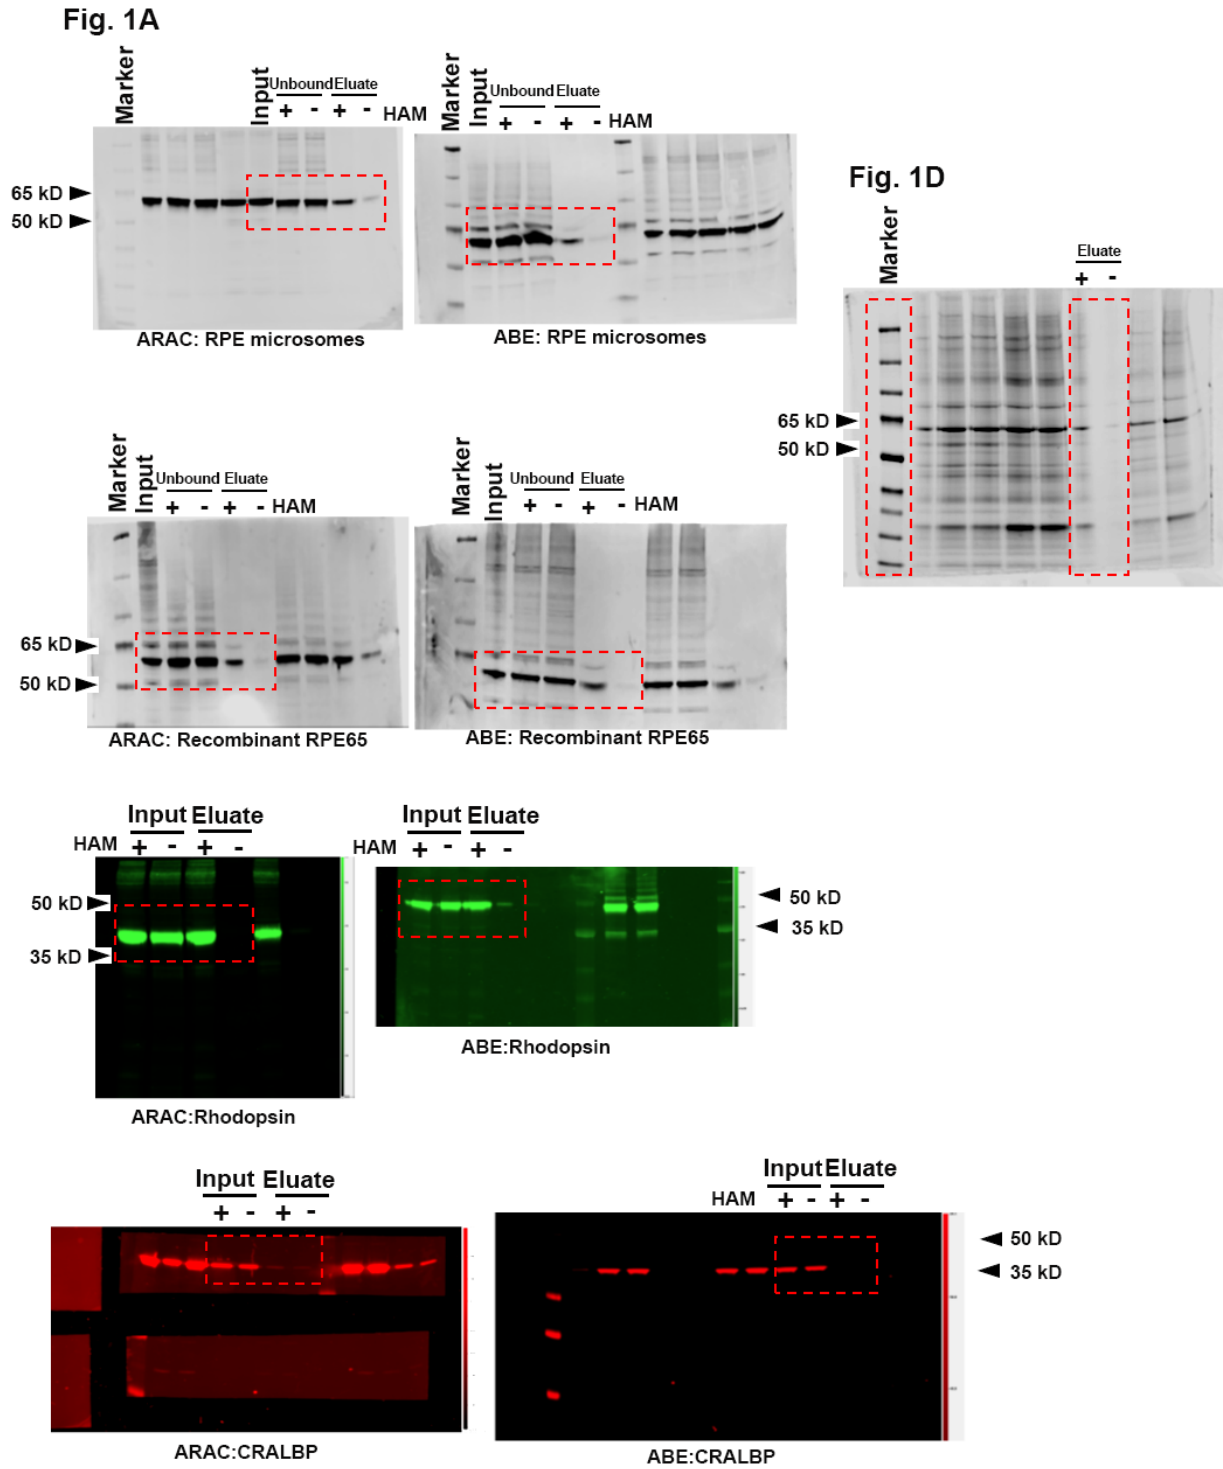 Fig. 1A
Marker
Input
Unbound Eluate
+ - + - HAM
65 kD
50 kD
ARAC: RPE microsomes
Marker
Input
Unbound Eluate
+ - + - HAM
ABE: RPE microsomes
Fig. 1D
Marker
Eluate
+ -
65 kD
50 kD
Marker
Input
Unbound Eluate
+ - + - HAM
65 kD
50 kD
ARAC: Recombinant RPE65
Marker
Input
Unbound Eluate
+ - + - HAM
ABE: Recombinant RPE65
Input Eluate
HAM + - + -
50 kD
35 kD
ARAC:Rhodopsin
Input Eluate
HAM + - + -
50 kD
35 kD
ABE:Rhodopsin
Input Eluate
+ - + -
ARAC:CRALBP
Input Eluate
HAM + - + -
50 kD
35 kD
ABE:CRALBP